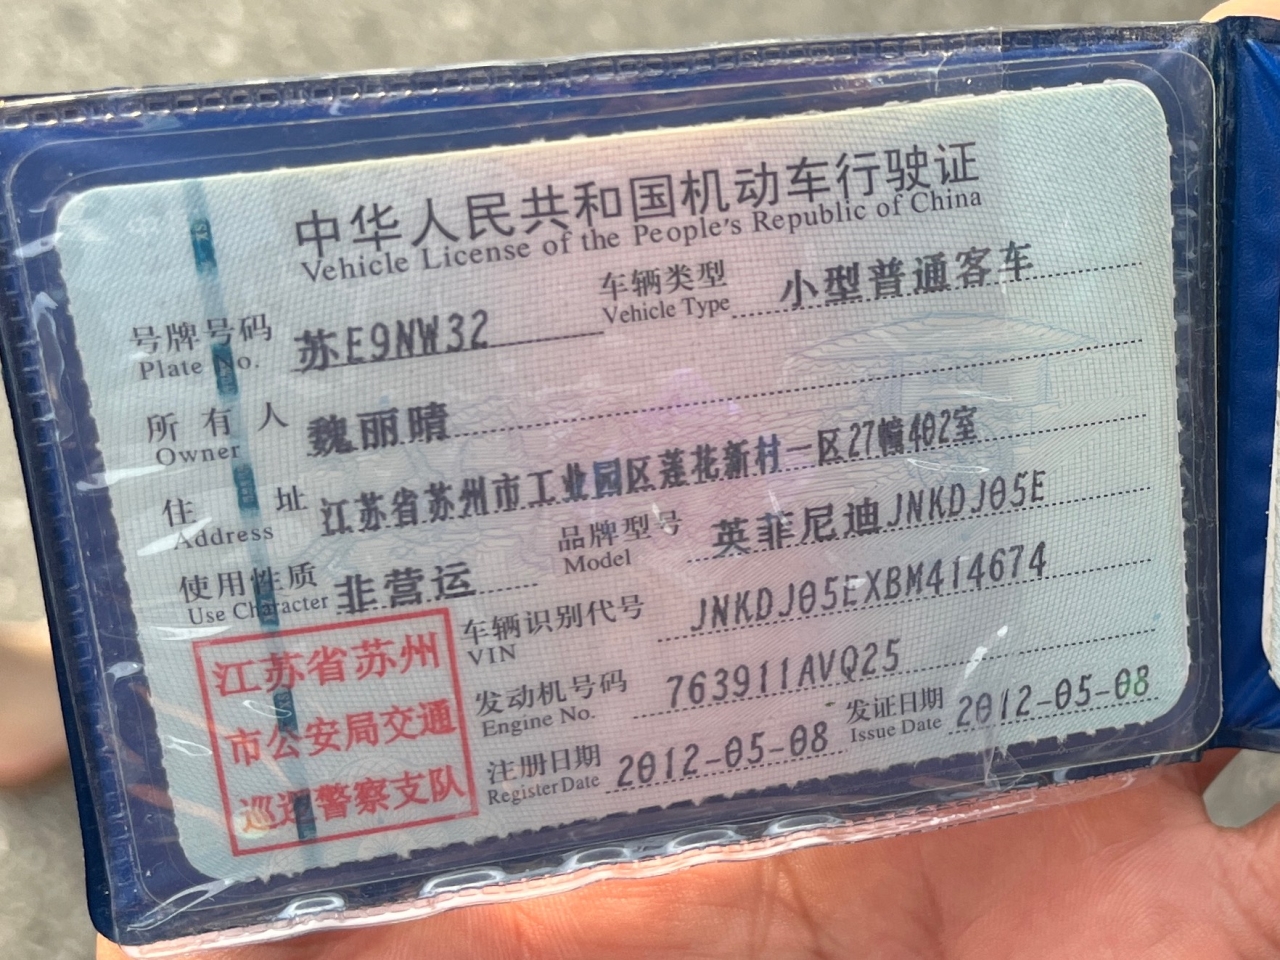 中华人民共和国机动车行驶证
Vehicle License of the People's Republic of China
号牌号码 苏E9NW32 车辆类型 小型普通客车
Plate No. Vehicle Type
所有人 魏丽晴
Owner
住址 江苏省苏州市工业园区莲花新村一区27幢402室
Address
使用性质 非营运 品牌型号 英菲尼迪JNKDJ05E
Use Character Model
车辆识别代号 JNKDJ05EXBM414674
VIN
发动机号码 763911AVQ25
Engine No.
注册日期 2012-05-08 发证日期 2012-05-08
Register Date Issue Date
江苏省苏州
市公安局交通
巡逻警察支队